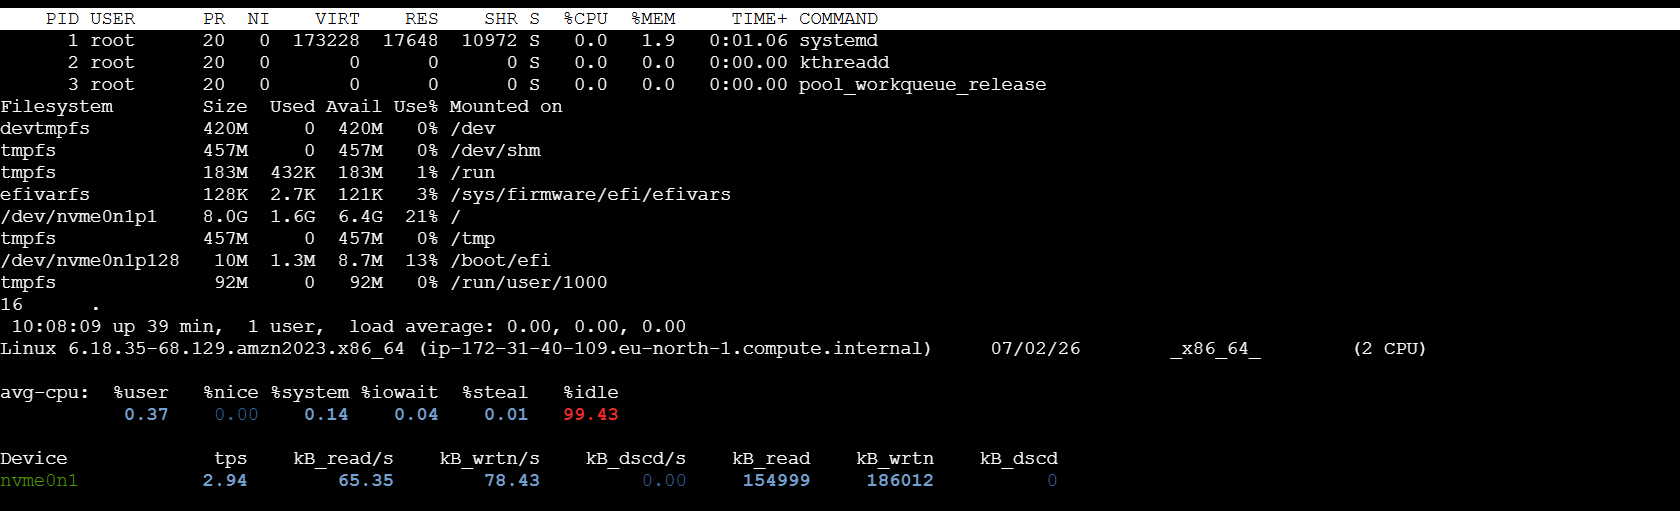 PID USER PR NI VIRT RES SHR S %CPU %MEM TIME+ COMMAND
1 root 20 0 173228 17648 10972 S 0.0 1.9 0:01.06 systemd
2 root 20 0 0 0 0 S 0.0 0.0 0:00.00 kthreadd
3 root 20 0 0 0 0 S 0.0 0.0 0:00.00 pool_workqueue_release
Filesystem Size Used Avail Use% Mounted on
devtmpfs 420M 0 420M 0% /dev
tmpfs 457M 0 457M 0% /dev/shm
tmpfs 183M 432K 183M 1% /run
efivarfs 128K 2.7K 121K 3% /sys/firmware/efi/efivars
/dev/nvme0n1p1 8.0G 1.6G 6.4G 21% /
tmpfs 457M 0 457M 0% /tmp
/dev/nvme0n1p128 10M 1.3M 8.7M 13% /boot/efi
tmpfs 92M 0 92M 0% /run/user/1000
16 .
10:08:09 up 39 min, 1 user, load average: 0.00, 0.00, 0.00
Linux 6.18.35-68.129.amzn2023.x86_64 (ip-172-31-40-109.eu-north-1.compute.internal) 07/02/26 _x86_64_ (2 CPU)
avg-cpu: %user %nice %system %iowait %steal %idle
0.37 0.00 0.14 0.04 0.01 99.43
Device tps kB_read/s kB_wrtn/s kB_dscd/s kB_read kB_wrtn kB_dscd
nvme0n1 2.94 65.35 78.43 0.00 154999 186012 0